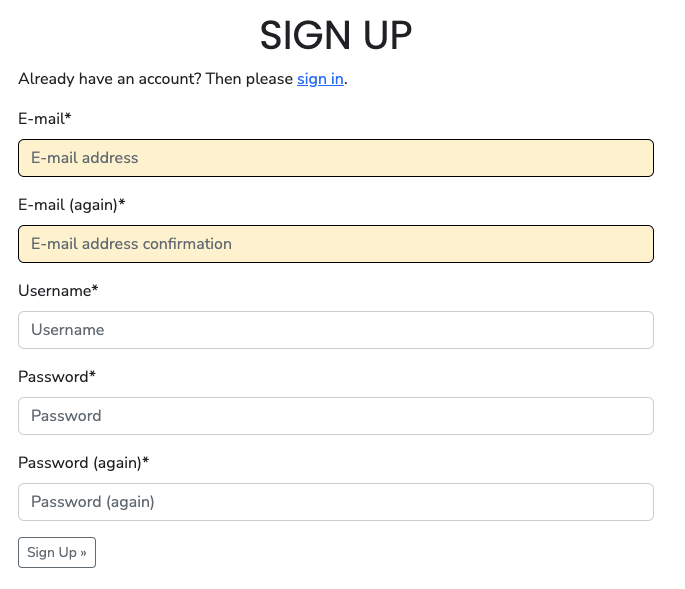 SIGN UP
Already have an account? Then please sign in.
E-mail*
E-mail address
E-mail (again)*
E-mail address confirmation
Username*
Username
Password*
Password
Password (again)*
Password (again)
Sign Up »